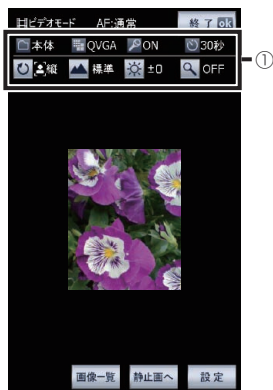 ビデオモード AF:通常 終了 ok
本体 QVGA ON 30秒
縦 標準 ±0 OFF
①
画像一覧 静止画へ 設定